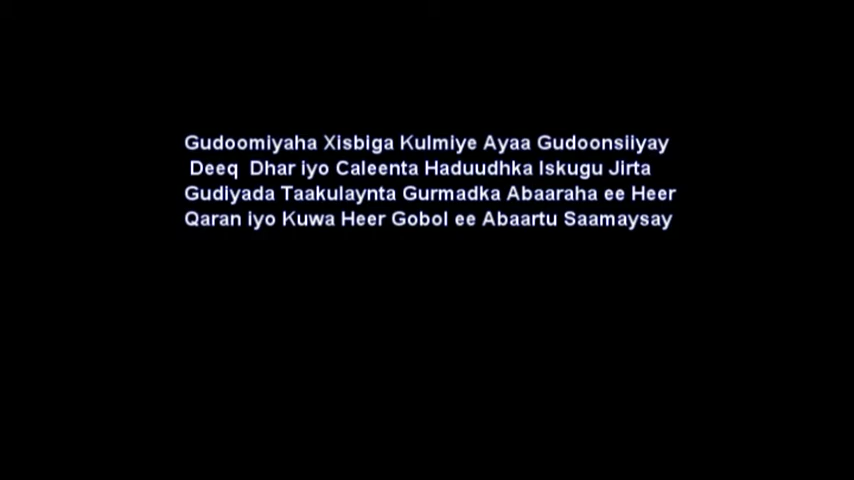 Gudoomiyaha Xisbiga Kulmiye Ayaa Gudoonsiiyay
Deeq Dhar iyo Caleenta Haduudhka Iskugu Jirta
Gudiyada Taakulaynta Gurmadka Abaaraha ee Heer
Qaran iyo Kuwa Heer Gobol ee Abaartu Saamaysay